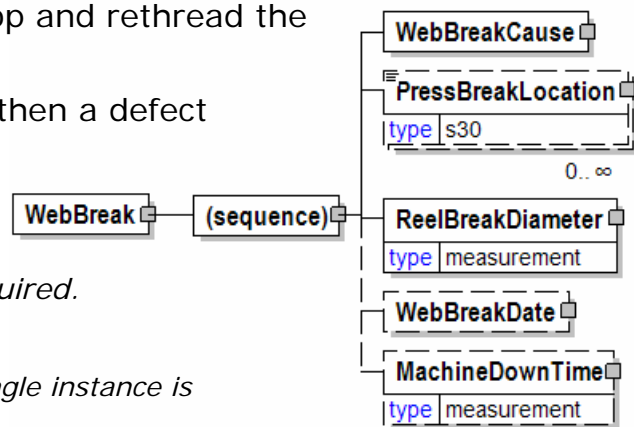 op and rethread the
then a defect
uired.
ngle instance is
WebBreak
(sequence)
WebBreakCause
PressBreakLocation
type s30
0.. ∞
ReelBreakDiameter
type measurement
WebBreakDate
MachineDownTime
type measurement